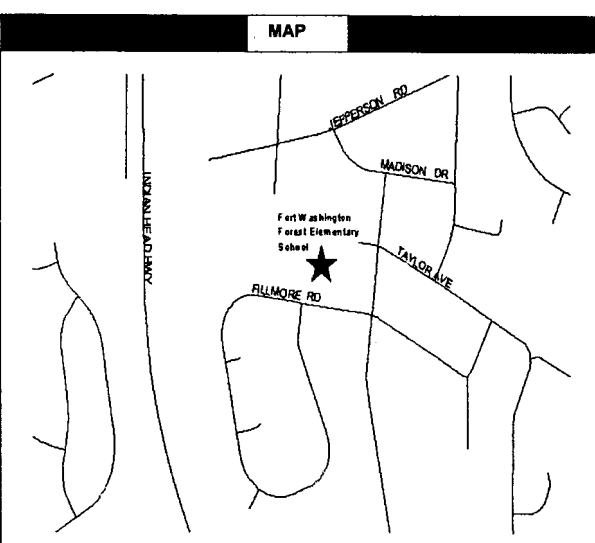 MAP
JEFFERSON RD
MADISON DR
INDIAN HEAD HWY
Fort Washington
Forest Elementary
School
TAYLOR AVE
FILLMORE RD